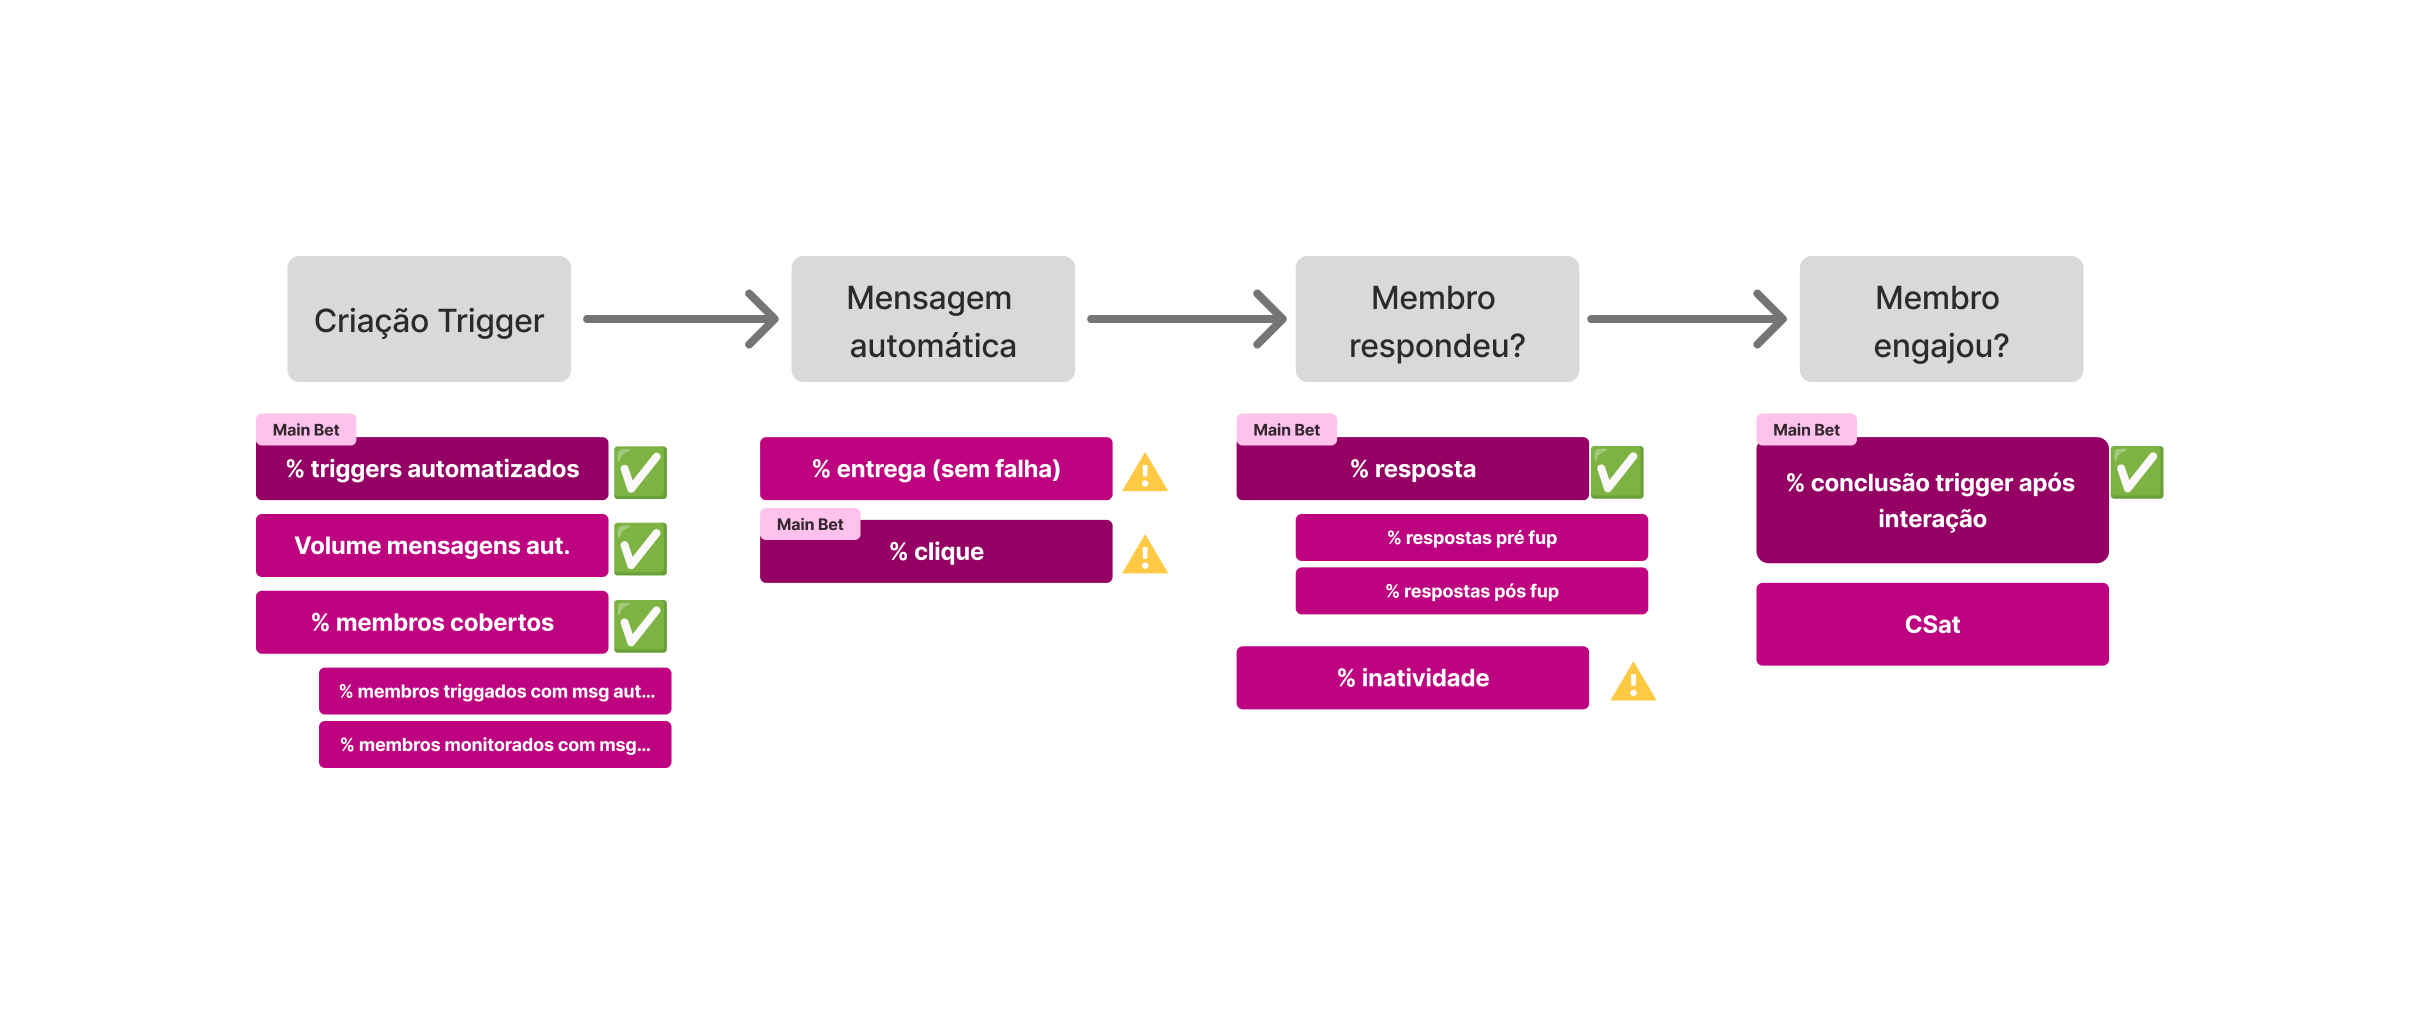 Criação Trigger
Mensagem
automática
Membro
respondeu?
Membro
engajou?
Main Bet
% triggers automatizados
Volume mensagens aut.
% membros cobertos
% membros triggados com msg aut...
% membros monitorados com msg...
% entrega (sem falha)
Main Bet
% clique
Main Bet
% resposta
% respostas pré fup
% respostas pós fup
% inatividade
Main Bet
% conclusão trigger após
interação
CSat